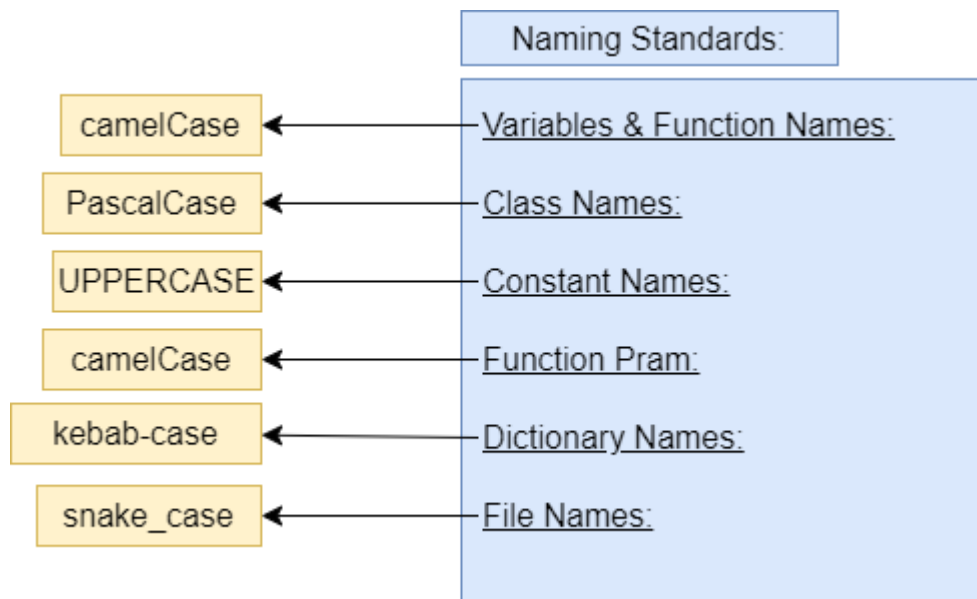 Naming Standards:
camelCase
Variables & Function Names:
PascalCase
Class Names:
UPPERCASE
Constant Names:
camelCase
Function Pram:
kebab-case
Dictionary Names:
snake_case
File Names: